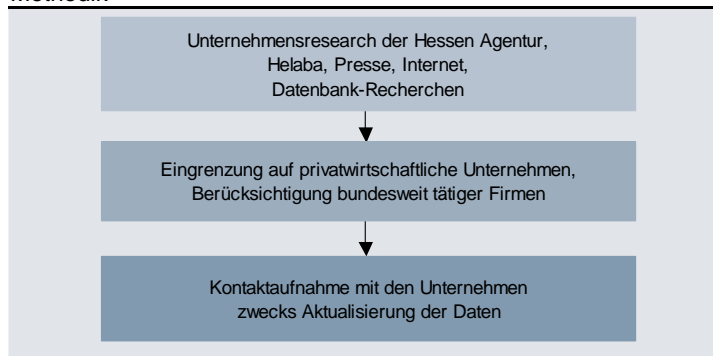 Unternehmensresearch der Hessen Agentur,
Helaba, Presse, Internet,
Datenbank-Recherchen
Eingrenzung auf privatwirtschaftliche Unternehmen,
Berücksichtigung bundesweit tätiger Firmen
Kontaktaufnahme mit den Unternehmen
zwecks Aktualisierung der Daten